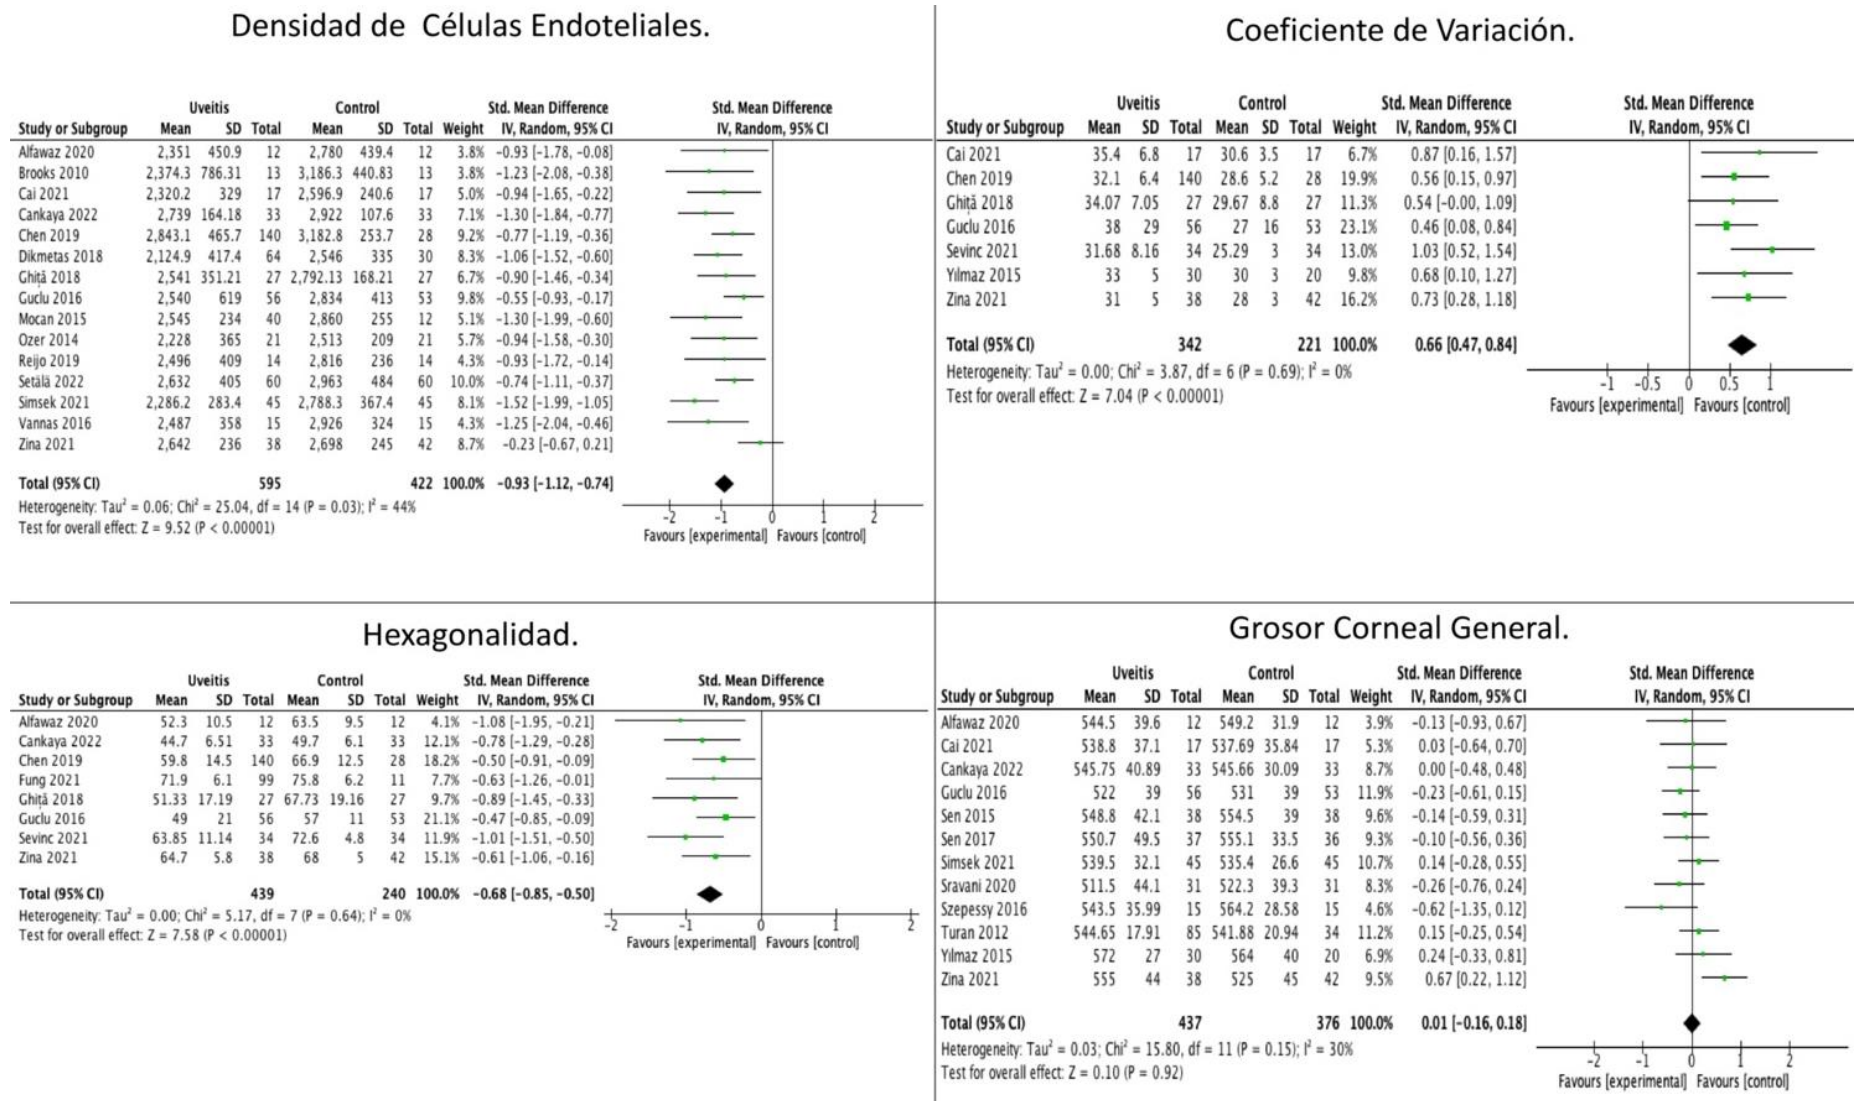 Densidad de Células Endoteliales.
Uveitis Control Std. Mean Difference Std. Mean Difference
Study or Subgroup Mean SD Total Mean SD Total Weight IV, Random, 95% CI IV, Random, 95% CI
Alfawaz 2020 2,351 450.9 12 2,780 439.4 12 3.8% -0.93 [-1.78, -0.08]
Brooks 2010 2,374.3 786.31 13 3,186.3 440.83 13 3.8% -1.23 [-2.08, -0.38]
Cai 2021 2,320.2 329 17 2,596.9 240.6 17 5.0% -0.94 [-1.65, -0.22]
Cankaya 2022 2,739 164.18 33 2,922 107.6 33 7.1% -1.30 [-1.84, -0.77]
Chen 2019 2,843.1 465.7 140 3,182.8 253.7 28 9.2% -0.77 [-1.19, -0.36]
Dikmetas 2018 2,124.9 417.4 64 2,546 335 30 8.3% -1.06 [-1.52, -0.60]
Ghiță 2018 2,541 351.21 27 2,792.13 168.21 27 6.7% -0.90 [-1.46, -0.34]
Guclu 2016 2,540 619 56 2,834 413 53 9.8% -0.55 [-0.93, -0.17]
Mocan 2015 2,545 234 40 2,860 255 12 5.1% -1.30 [-1.99, -0.60]
Ozer 2014 2,228 365 21 2,513 209 21 5.7% -0.94 [-1.58, -0.30]
Reijo 2019 2,496 409 14 2,816 236 14 4.3% -0.93 [-1.72, -0.14]
Setälä 2022 2,632 405 60 2,963 484 60 10.0% -0.74 [-1.11, -0.37]
Simsek 2021 2,286.2 283.4 45 2,788.3 367.4 45 8.1% -1.52 [-1.99, -1.05]
Vannas 2016 2,487 358 15 2,926 324 15 4.3% -1.25 [-2.04, -0.46]
Zina 2021 2,642 236 38 2,698 245 42 8.7% -0.23 [-0.67, 0.21]
Total (95% CI) 595 422 100.0% -0.93 [-1.12, -0.74]
Heterogeneity: Tau² = 0.06; Chi² = 25.04, df = 14 (P = 0.03); I² = 44%
Test for overall effect: Z = 9.52 (P < 0.00001)
-2 -1 0 1 2
Favours [experimental] Favours [control]
Coeficiente de Variación.
Uveitis Control Std. Mean Difference Std. Mean Difference
Study or Subgroup Mean SD Total Mean SD Total Weight IV, Random, 95% CI IV, Random, 95% CI
Cai 2021 35.4 6.8 17 30.6 3.5 17 6.7% 0.87 [0.16, 1.57]
Chen 2019 32.1 6.4 140 28.6 5.2 28 19.9% 0.56 [0.15, 0.97]
Ghiță 2018 34.07 7.05 27 29.67 8.8 27 11.3% 0.54 [-0.00, 1.09]
Guclu 2016 38 29 56 27 16 53 23.1% 0.46 [0.08, 0.84]
Sevinc 2021 31.68 8.16 34 25.29 3 34 13.0% 1.03 [0.52, 1.54]
Yılmaz 2015 33 5 30 30 3 20 9.8% 0.68 [0.10, 1.27]
Zina 2021 31 5 38 28 3 42 16.2% 0.73 [0.28, 1.18]
Total (95% CI) 342 221 100.0% 0.66 [0.47, 0.84]
Heterogeneity: Tau² = 0.00; Chi² = 3.87, df = 6 (P = 0.69); I² = 0%
Test for overall effect: Z = 7.04 (P < 0.00001)
-1 -0.5 0 0.5 1
Favours [experimental] Favours [control]
Hexagonalidad.
Uveitis Control Std. Mean Difference Std. Mean Difference
Study or Subgroup Mean SD Total Mean SD Total Weight IV, Random, 95% CI IV, Random, 95% CI
Alfawaz 2020 52.3 10.5 12 63.5 9.5 12 4.1% -1.08 [-1.95, -0.21]
Cankaya 2022 44.7 6.51 33 49.7 6.1 33 12.1% -0.78 [-1.29, -0.28]
Chen 2019 59.8 14.5 140 66.9 12.5 28 18.2% -0.50 [-0.91, -0.09]
Fung 2021 71.9 6.1 99 75.8 6.2 11 7.7% -0.63 [-1.26, -0.01]
Ghiță 2018 51.33 17.19 27 67.73 19.16 27 9.7% -0.89 [-1.45, -0.33]
Guclu 2016 49 21 56 57 11 53 21.1% -0.47 [-0.85, -0.09]
Sevinc 2021 63.85 11.14 34 72.6 4.8 34 11.9% -1.01 [-1.51, -0.50]
Zina 2021 64.7 5.8 38 68 5 42 15.1% -0.61 [-1.06, -0.16]
Total (95% CI) 439 240 100.0% -0.68 [-0.85, -0.50]
Heterogeneity: Tau² = 0.00; Chi² = 5.17, df = 7 (P = 0.64); I² = 0%
Test for overall effect: Z = 7.58 (P < 0.00001)
-2 -1 0 1 2
Favours [experimental] Favours [control]
Grosor Corneal General.
Uveitis Control Std. Mean Difference Std. Mean Difference
Study or Subgroup Mean SD Total Mean SD Total Weight IV, Random, 95% CI IV, Random, 95% CI
Alfawaz 2020 544.5 39.6 12 549.2 31.9 12 3.9% -0.13 [-0.93, 0.67]
Cai 2021 538.8 37.1 17 537.69 35.84 17 5.3% 0.03 [-0.64, 0.70]
Cankaya 2022 545.75 40.89 33 545.66 30.09 33 8.7% 0.00 [-0.48, 0.48]
Guclu 2016 522 39 56 531 39 53 11.9% -0.23 [-0.61, 0.15]
Sen 2015 548.8 42.1 38 554.5 39 38 9.6% -0.14 [-0.59, 0.31]
Sen 2017 550.7 49.5 37 555.1 33.5 36 9.4% -0.10 [-0.56, 0.36]
Simsek 2021 539.5 32.1 45 535.4 26.6 45 10.7% 0.14 [-0.28, 0.55]
Sravani 2020 511.5 44.1 31 522.3 39.3 31 8.3% -0.26 [-0.76, 0.24]
Szepessy 2016 543.5 35.99 15 564.2 28.58 15 4.6% -0.62 [-1.35, 0.12]
Turan 2012 544.65 17.91 85 541.88 20.94 34 11.2% 0.15 [-0.25, 0.54]
Yılmaz 2015 572 27 30 564 40 20 6.9% 0.24 [-0.33, 0.81]
Zina 2021 555 44 38 525 45 42 9.5% 0.67 [0.22, 1.12]
Total (95% CI) 437 376 100.0% 0.01 [-0.16, 0.18]
Heterogeneity: Tau² = 0.03; Chi² = 15.80, df = 11 (P = 0.15); I² = 30%
Test for overall effect: Z = 0.10 (P = 0.92)
-2 -1 0 1 2
Favours [experimental] Favours [control]